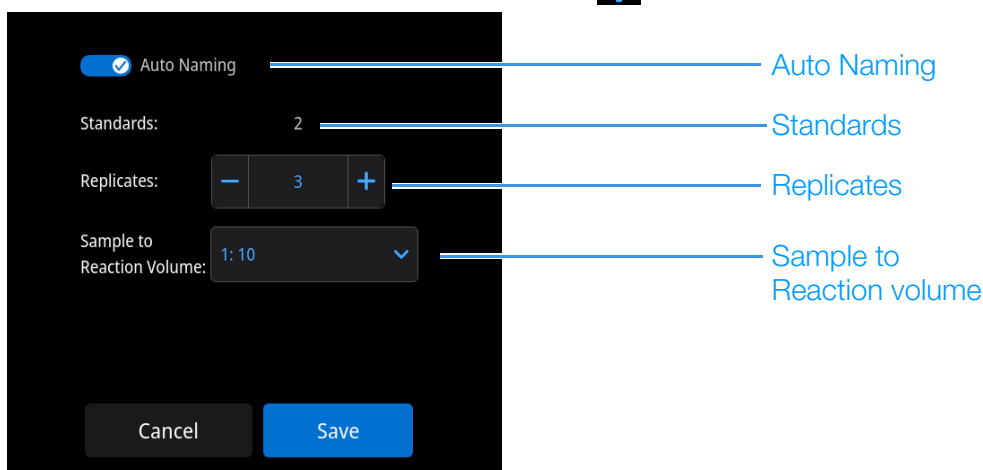 Auto Naming
Auto Naming
Standards: 2
Standards
Replicates: 3
Replicates
Sample to
Reaction Volume: 1: 10
Sample to
Reaction volume
Cancel Save